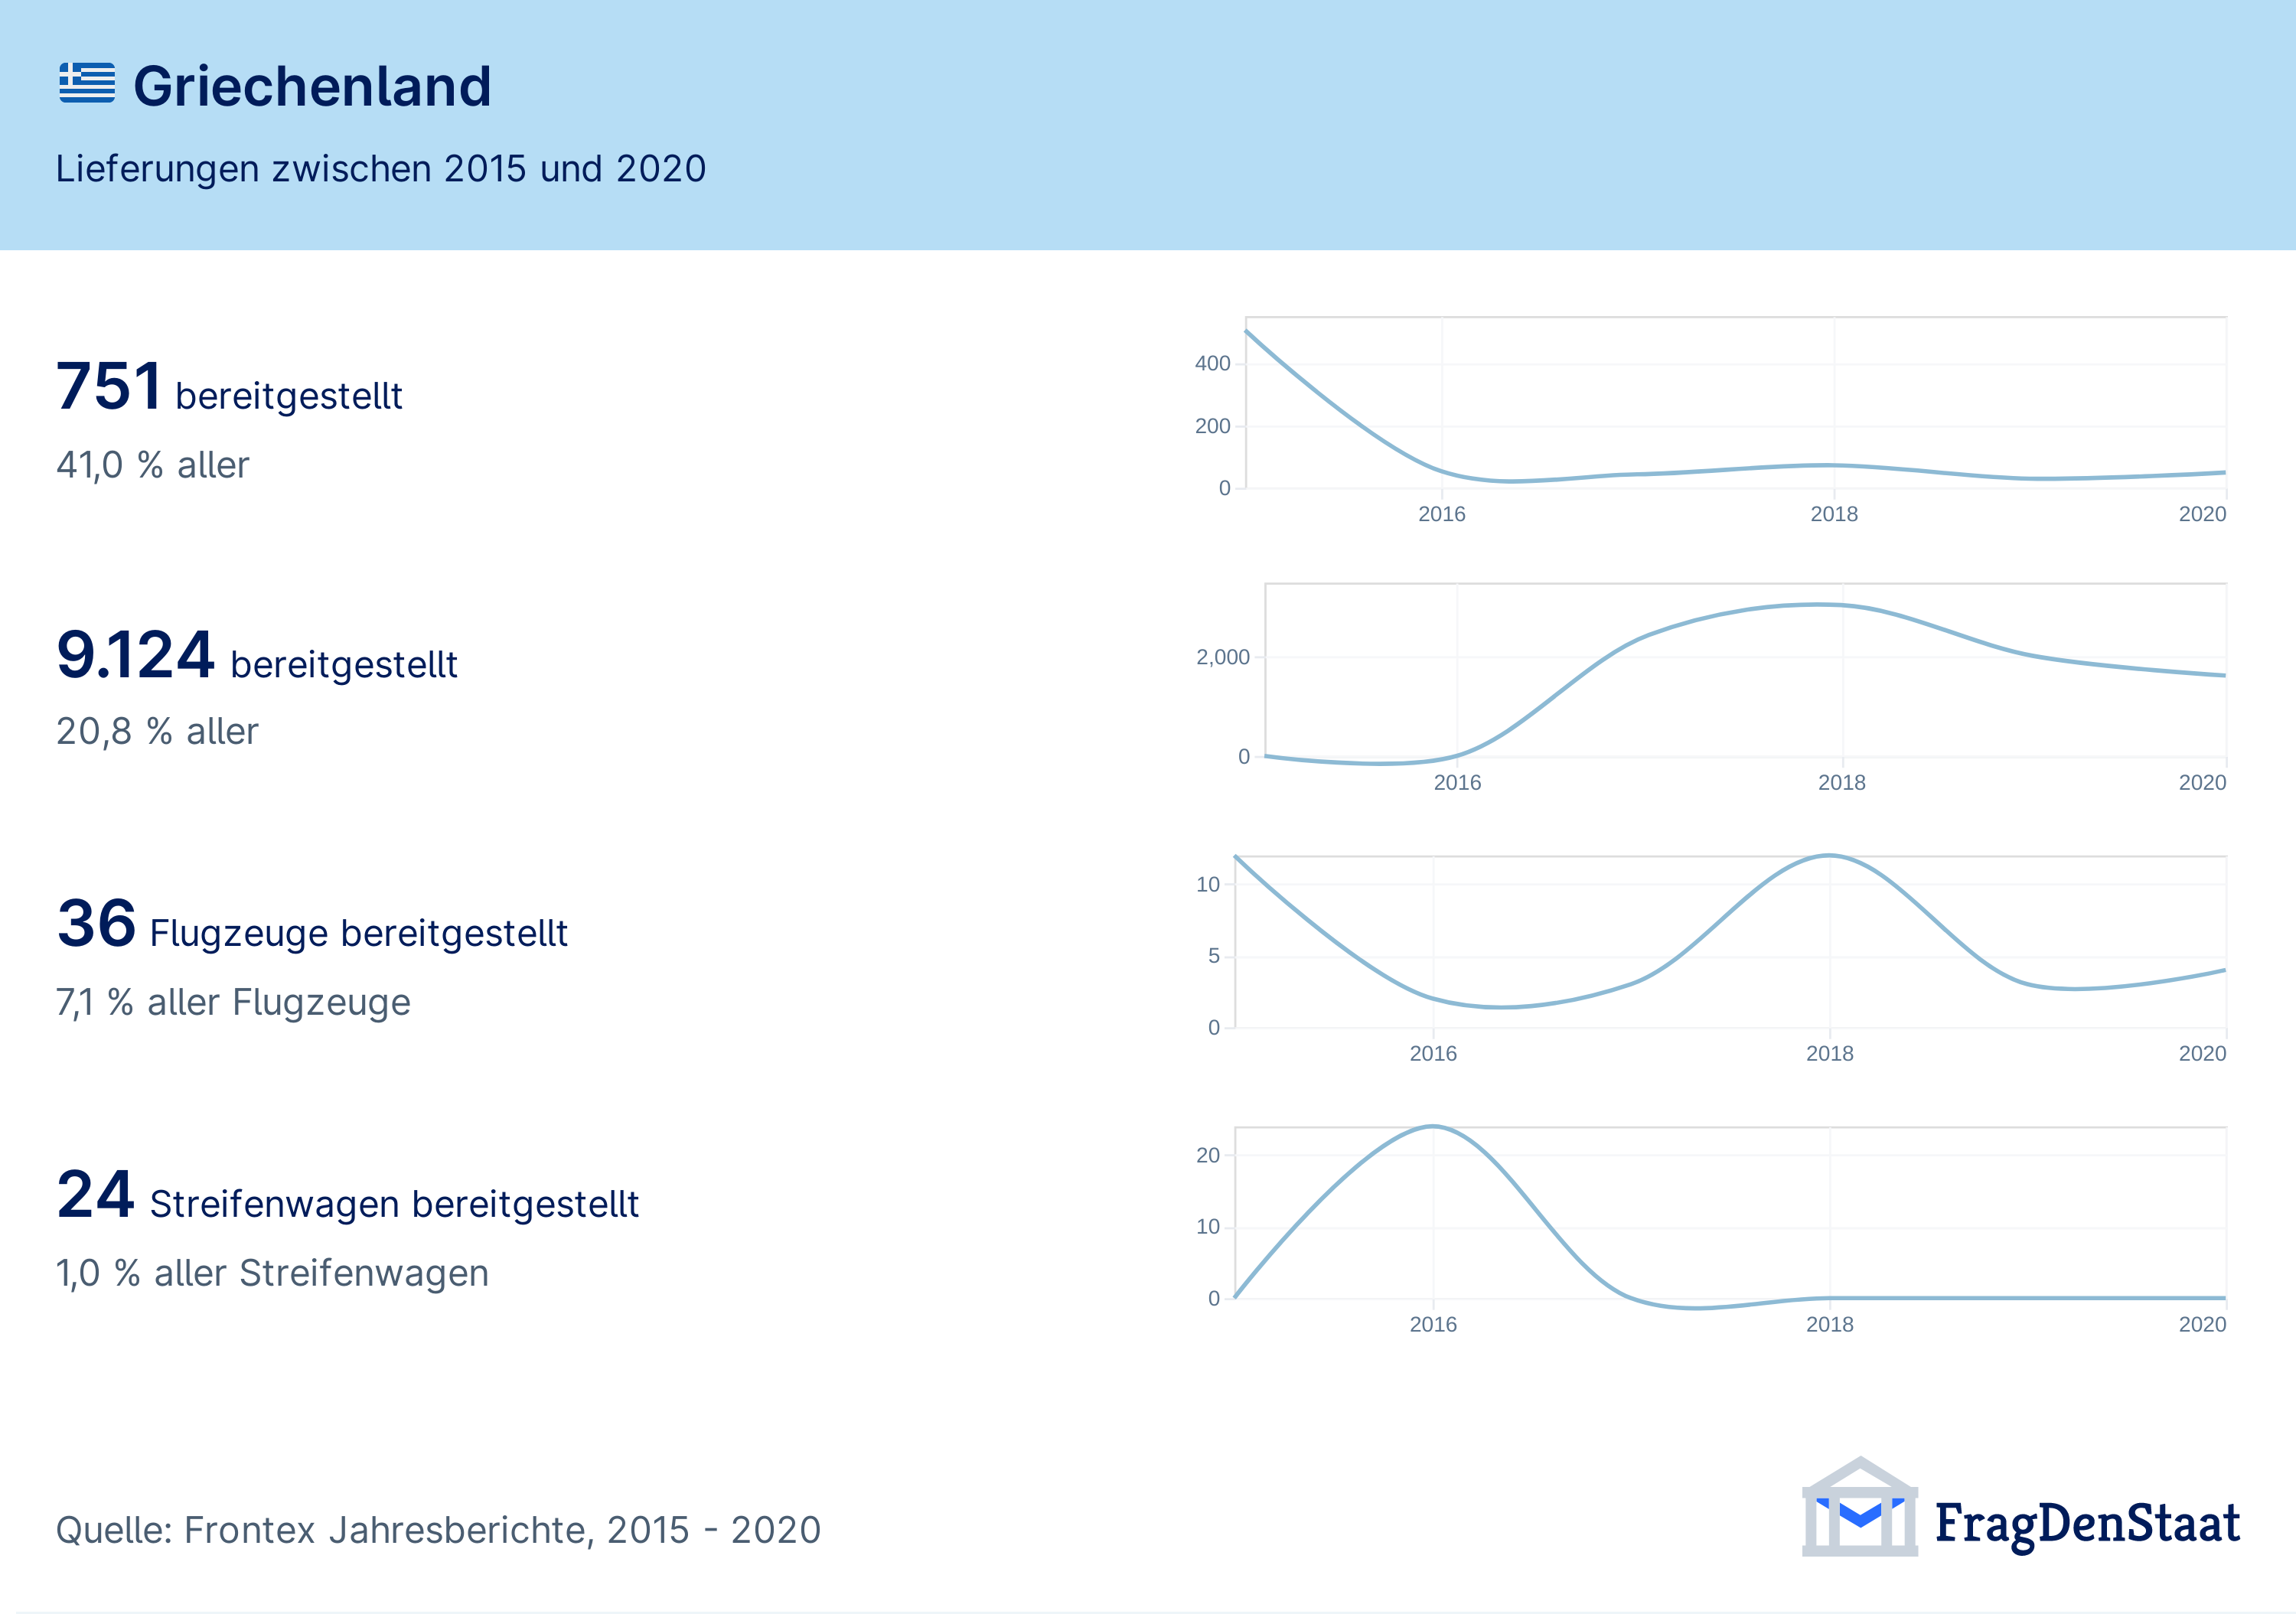 Griechenland
Lieferungen zwischen 2015 und 2020
751 bereitgestellt
41,0 % aller
400
200
0
2016 2018 2020
9.124 bereitgestellt
20,8 % aller
2,000
0
2016 2018 2020
36 Flugzeuge bereitgestellt
7,1 % aller Flugzeuge
10
5
0
2016 2018 2020
24 Streifenwagen bereitgestellt
1,0 % aller Streifenwagen
20
10
0
2016 2018 2020
Quelle: Frontex Jahresberichte, 2015 - 2020
FragDenStaat